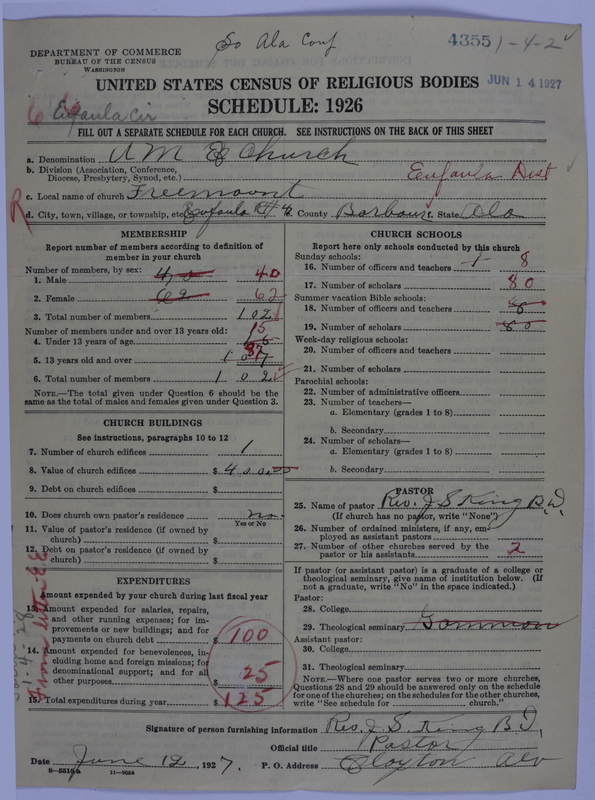 So Ala Conf
43551-4-2
DEPARTMENT OF COMMERCE
BUREAU OF THE CENSUS
WASHINGTON
UNITED STATES CENSUS OF RELIGIOUS BODIES
JUN 14 1927
SCHEDULE: 1926
Eufaula Cir
FILL OUT A SEPARATE SCHEDULE FOR EACH CHURCH. SEE INSTRUCTIONS ON THE BACK OF THIS SHEET
a. Denomination A M E Church
b. Division (Association, Conference, Diocese, Presbytery, Synod, etc.) Eufaula Dist
c. Local name of church Freemount
d. City, town, village, or township, etc. Eufaula R# 4 e. County Barbour f. State Ala
MEMBERSHIP
Report number of members according to definition of
member in your church
Number of members, by sex:
1. Male 40
2. Female 62
3. Total number of members 102
Number of members under and over 13 years old:
4. Under 13 years of age 15
5. 13 years old and over 87
6. Total number of members 102
NOTE.—The total given under Question 6 should be
same as the total of males and females given under Question 3.
CHURCH BUILDINGS
See instructions, paragraphs 10 to 12
7. Number of church edifices 1
8. Value of church edifices $ 400
9. Debt on church edifices $
10. Does church own pastor's residence no
Yes or No
11. Value of pastor's residence (if owned by
church) $
12. Debt on pastor's residence (if owned by
church) $
EXPENDITURES
Amount expended by your church during last fiscal year
13. Amount expended for salaries, repairs,
and other running expenses; for im-
provements or new buildings; and for
payments on church debt $ 100
14. Amount expended for benevolences, in-
cluding home and foreign missions; for
denominational support; and for all
other purposes $ 25
15. Total expenditures during year $ 125
CHURCH SCHOOLS
Report here only schools conducted by this church
Sunday schools:
16. Number of officers and teachers 8
17. Number of scholars 80
Summer vacation Bible schools:
18. Number of officers and teachers 8
19. Number of scholars 80
Week-day religious schools:
20. Number of officers and teachers
21. Number of scholars
Parochial schools:
22. Number of administrative officers
23. Number of teachers—
a. Elementary (grades 1 to 8)
b. Secondary
24. Number of scholars—
a. Elementary (grades 1 to 8)
b. Secondary
PASTOR
25. Name of pastor Rev. J S King B D,
(If church has no pastor, write "None")
26. Number of ordained ministers, if any, em-
ployed as assistant pastors
27. Number of other churches served by the
pastor or his assistants 2
If pastor (or assistant pastor) is a graduate of a college or
theological seminary, give name of institution below. (If
not a graduate, write "No" in the space indicated.)
Pastor:
28. College
29. Theological seminary Gammon
Assistant pastor:
30. College
31. Theological seminary
NOTE.—Where one pastor serves two or more churches,
Questions 28 and 29 should be answered only on the schedule
for one of the churches; on the schedules for the other churches,
write "See schedule for church."
Signature of person furnishing information Rev. J S. King B D,
Official title Pastor
Date June 12, 1927. P. O. Address Clayton Ala
8-5518a 11-9034